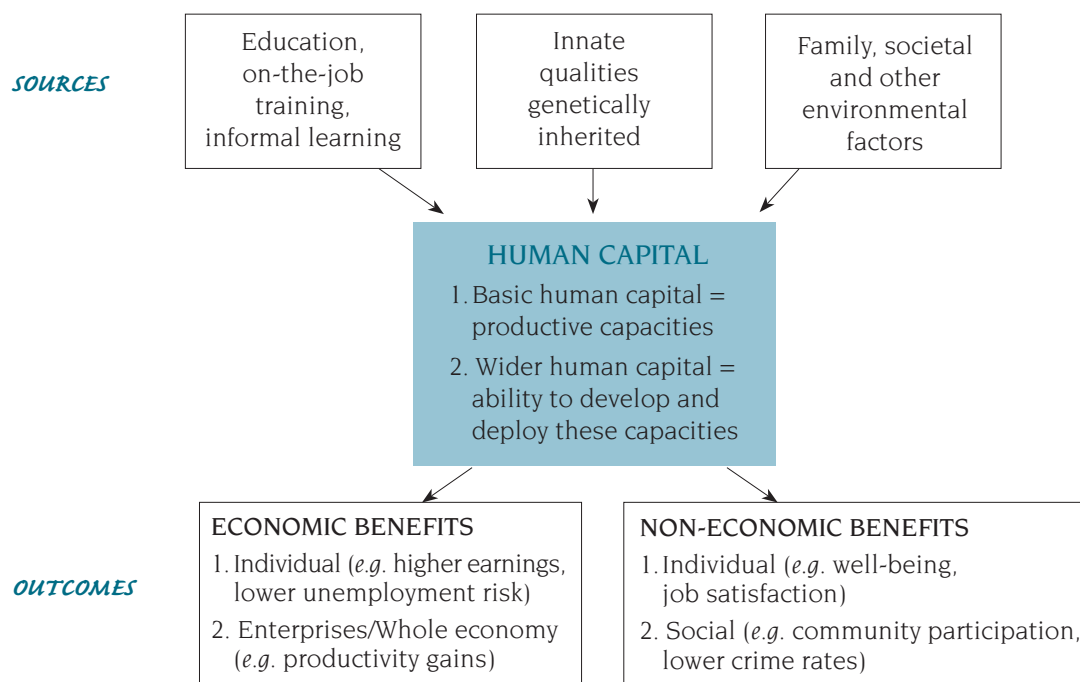 SOURCES
Education,
on-the-job
training,
informal learning
Innate
qualities
genetically
inherited
Family, societal
and other
environmental
factors
HUMAN CAPITAL
1. Basic human capital =
productive capacities
2. Wider human capital =
ability to develop and
deploy these capacities
OUTCOMES
ECONOMIC BENEFITS
1. Individual (e.g. higher earnings,
lower unemployment risk)
2. Enterprises/Whole economy
(e.g. productivity gains)
NON-ECONOMIC BENEFITS
1. Individual (e.g. well-being,
job satisfaction)
2. Social (e.g. community participation,
lower crime rates)